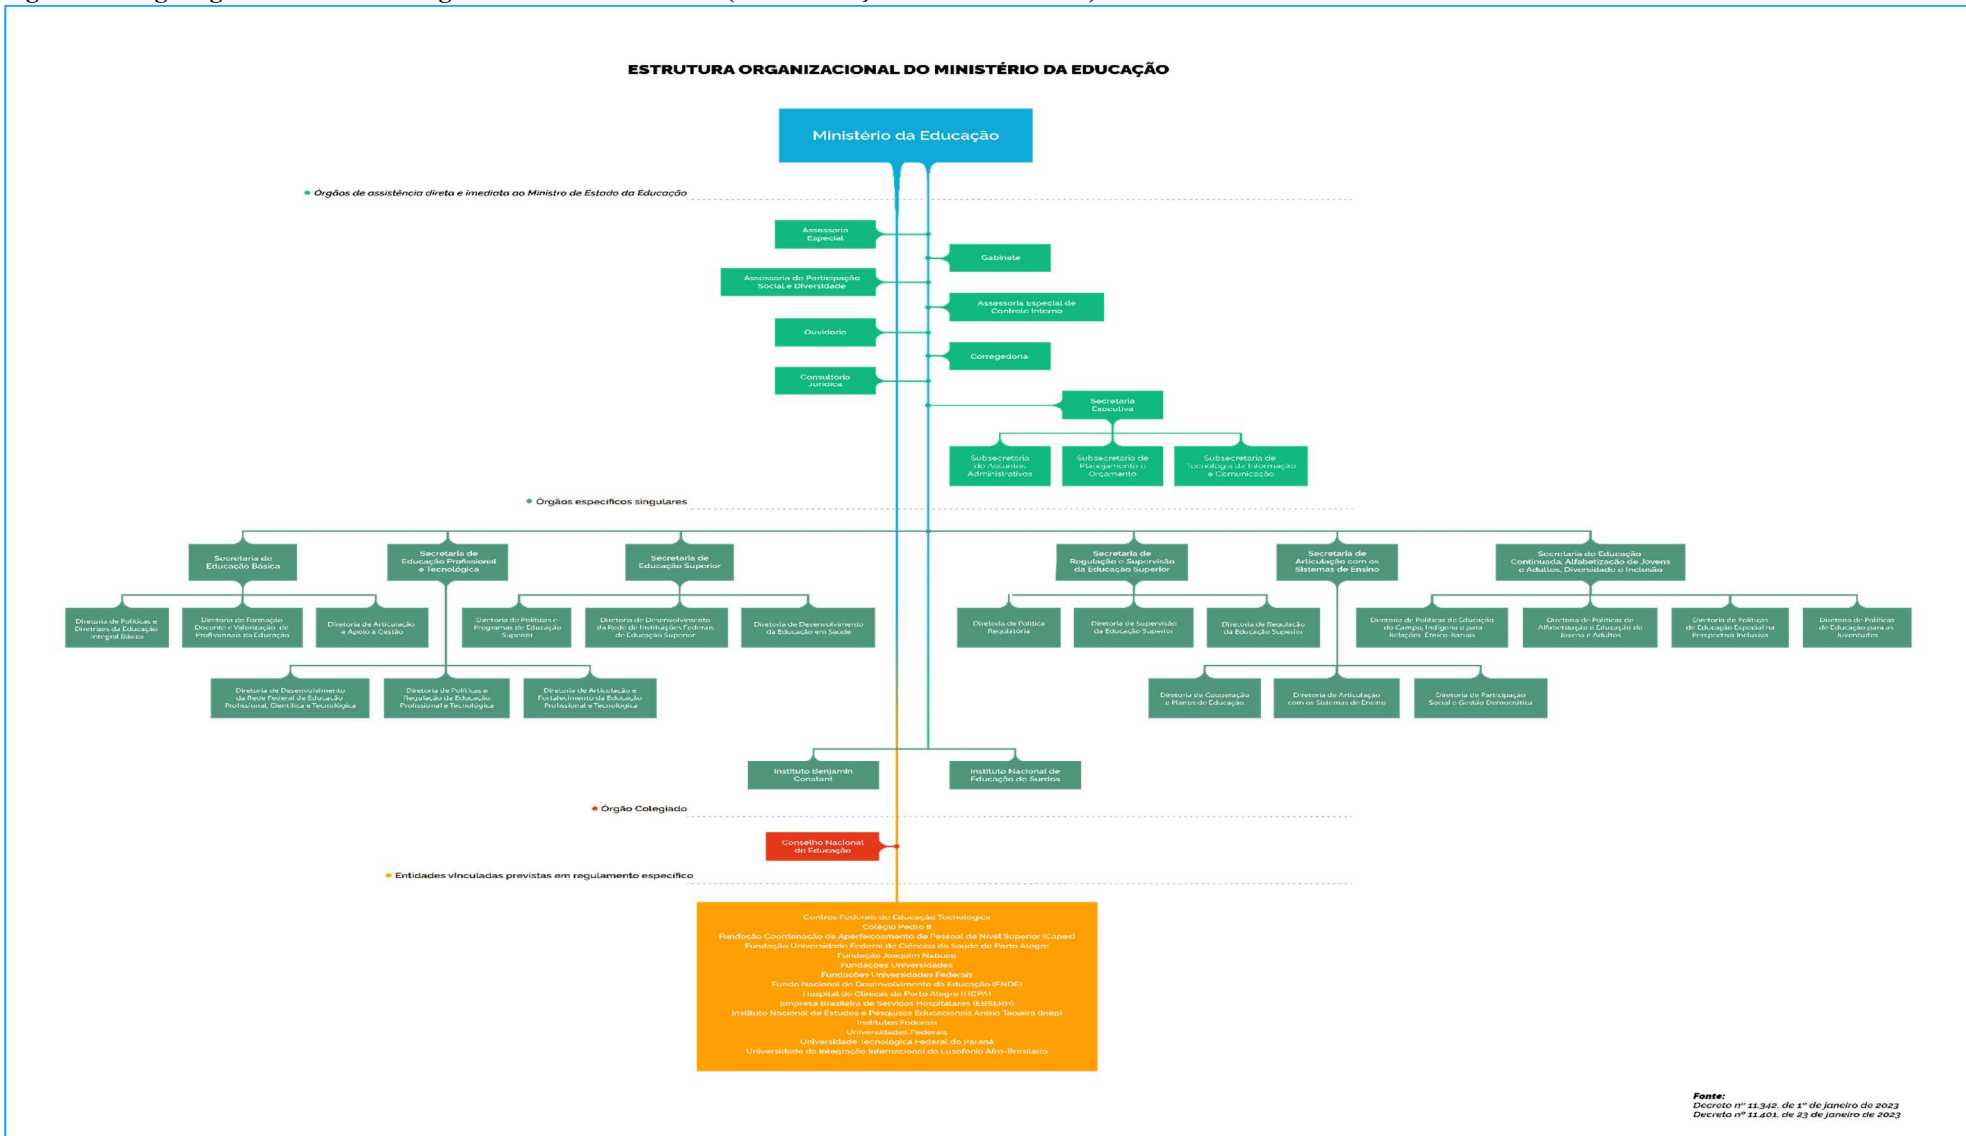 ESTRUTURA ORGANIZACIONAL DO MINISTÉRIO DA EDUCAÇÃO
Ministério da Educação
Órgãos de assistência direta e imediata ao Ministro de Estado da Educação
Assessoria
Especial
Gabinete
Assessoria de Participação
Social e Diversidade
Assessoria Especial de
Controle Interno
Ouvidoria
Corregedoria
Consultoria
Jurídica
Secretaria
Executiva
Subsecretaria
de Assuntos
Administrativos
Subsecretaria de
Planejamento e
Orçamento
Subsecretaria de
Tecnologia da Informação
e Comunicação
Órgãos específicos singulares
Secretaria de
Educação Básica
Secretaria de
Educação Profissional
e Tecnológica
Secretaria de
Educação Superior
Secretaria de
Regulação e Supervisão
da Educação Superior
Secretaria de
Articulação com os
Sistemas de Ensino
Secretaria de Educação
Continuada, Alfabetização de Jovens
e Adultos, Diversidade e Inclusão
Diretoria de Políticas e
Diretrizes da Educação
Integral Básica
Diretoria de Formação
Docente e Valorização de
Profissionais da Educação
Diretoria de Articulação
e Apoio à Gestão
Diretoria de Políticas e
Programas de Educação
Superior
Diretoria de Desenvolvimento
da Rede de Instituições Federais
de Educação Superior
Diretoria de Desenvolvimento
da Educação em Saúde
Diretoria de Política
Regulatória
Diretoria de Supervisão
da Educação Superior
Diretoria de Regulação
da Educação Superior
Diretoria de Políticas de Educação
do Campo, Indígena e para
Relações Étnico-Raciais
Diretoria de Políticas de
Alfabetização e Educação de
Jovens e Adultos
Diretoria de Políticas
de Educação Especial na
Perspectiva Inclusiva
Diretoria de Políticas
de Educação para as
Juventudes
Diretoria de Desenvolvimento
da Rede Federal de Educação
Profissional, Científica e Tecnológica
Diretoria de Políticas e
Regulação da Educação
Profissional e Tecnológica
Diretoria de Articulação e
Fortalecimento da Educação
Profissional e Tecnológica
Diretoria de Cooperação
e Planos de Educação
Diretoria de Articulação
com os Sistemas de Ensino
Diretoria de Participação
Social e Gestão Democrática
Instituto Benjamin
Constant
Instituto Nacional de
Educação de Surdos
Órgão Colegiado
Conselho Nacional
de Educação
Entidades vinculadas previstas em regulamento específico
Centros Federais de Educação Tecnológica
Colégio Pedro II
Fundação Coordenação de Aperfeiçoamento de Pessoal de Nível Superior (Capes)
Fundação Universidade Federal de Ciências da Saúde de Porto Alegre
Fundação Joaquim Nabuco
Fundações Universidades
Fundações Universidades Federais
Fundo Nacional de Desenvolvimento da Educação (FNDE)
Hospital de Clínicas de Porto Alegre (HCPA)
Empresa Brasileira de Serviços Hospitalares (EBSERH)
Instituto Nacional de Estudos e Pesquisas Educacionais Anísio Teixeira (Inep)
Institutos Federais
Universidades Federais
Universidade Tecnológica Federal do Paraná
Universidade da Integração Internacional da Lusofonia Afro-Brasileira
Fonte:
Decreto nº 11.342, de 1º de janeiro de 2023
Decreto nº 11.401, de 23 de janeiro de 2023